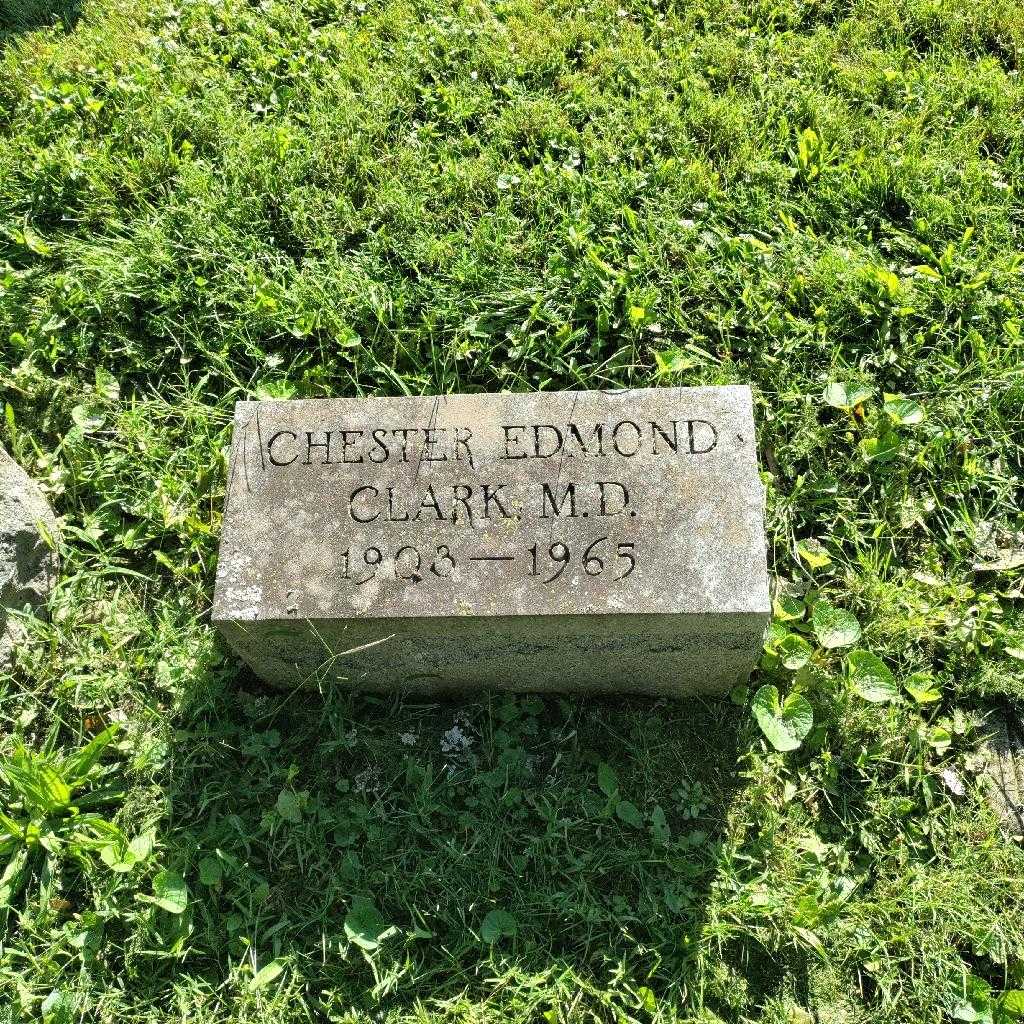 CHESTER EDMOND
CLARK, M.D.
1903—1965